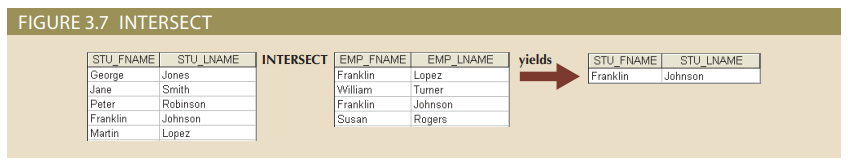 FIGURE 3.7 INTERSECT
STU_FNAME STU_LNAME
George Jones
Jane Smith
Peter Robinson
Franklin Johnson
Martin Lopez
INTERSECT
EMP_FNAME EMP_LNAME
Franklin Lopez
William Turner
Franklin Johnson
Susan Rogers
yields
STU_FNAME STU_LNAME
Franklin Johnson